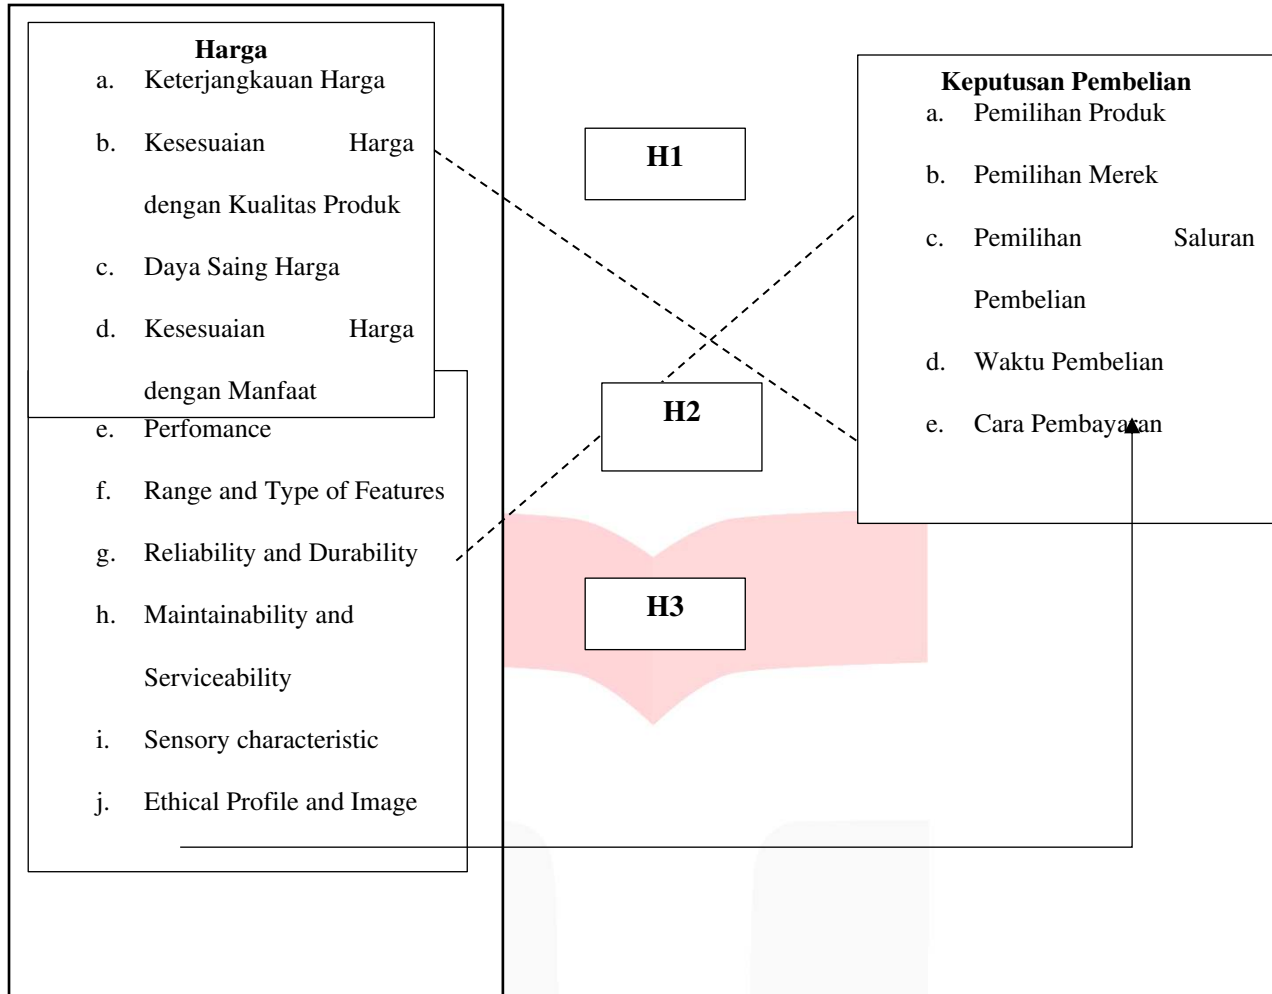 Harga
a. Keterjangkauan Harga
b. Kesesuaian Harga
dengan Kualitas Produk
c. Daya Saing Harga
d. Kesesuaian Harga
dengan Manfaat
e. Perfomance
f. Range and Type of Features
g. Reliability and Durability
h. Maintainability and
Serviceability
i. Sensory characteristic
j. Ethical Profile and Image
H1
H2
H3
Keputusan Pembelian
a. Pemilihan Produk
b. Pemilihan Merek
c. Pemilihan Saluran
Pembelian
d. Waktu Pembelian
e. Cara Pembayaran